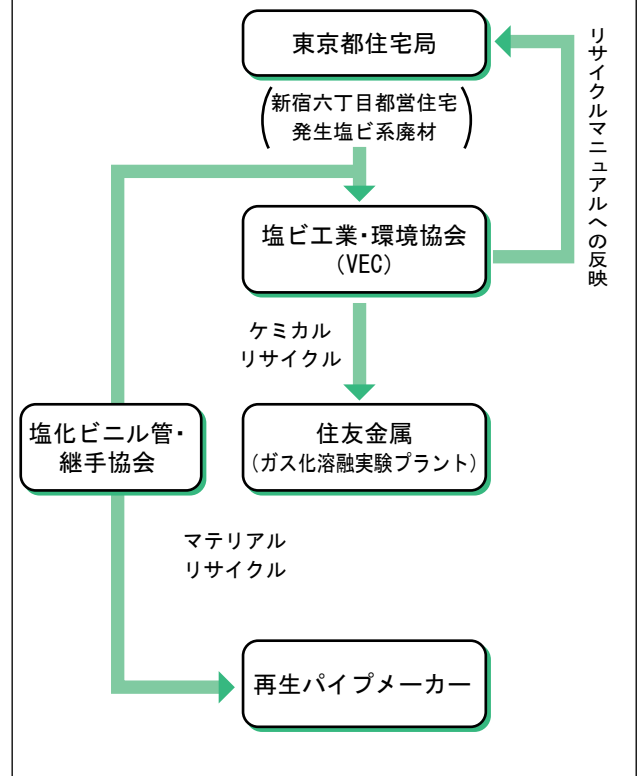 東京都住宅局
(新宿六丁目都営住宅
発生塩ビ系廃材)
リサイクルマニュアルへの反映
塩ビ工業・環境協会
(VEC)
ケミカル
リサイクル
塩化ビニル管・
継手協会
住友金属
(ガス化溶融実験プラント)
マテリアル
リサイクル
再生パイプメーカー